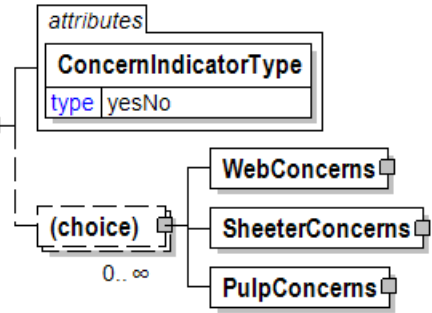 attributes
ConcernIndicatorType
type yesNo
WebConcerns
(choice)
SheeterConcerns
0.. ∞
PulpConcerns